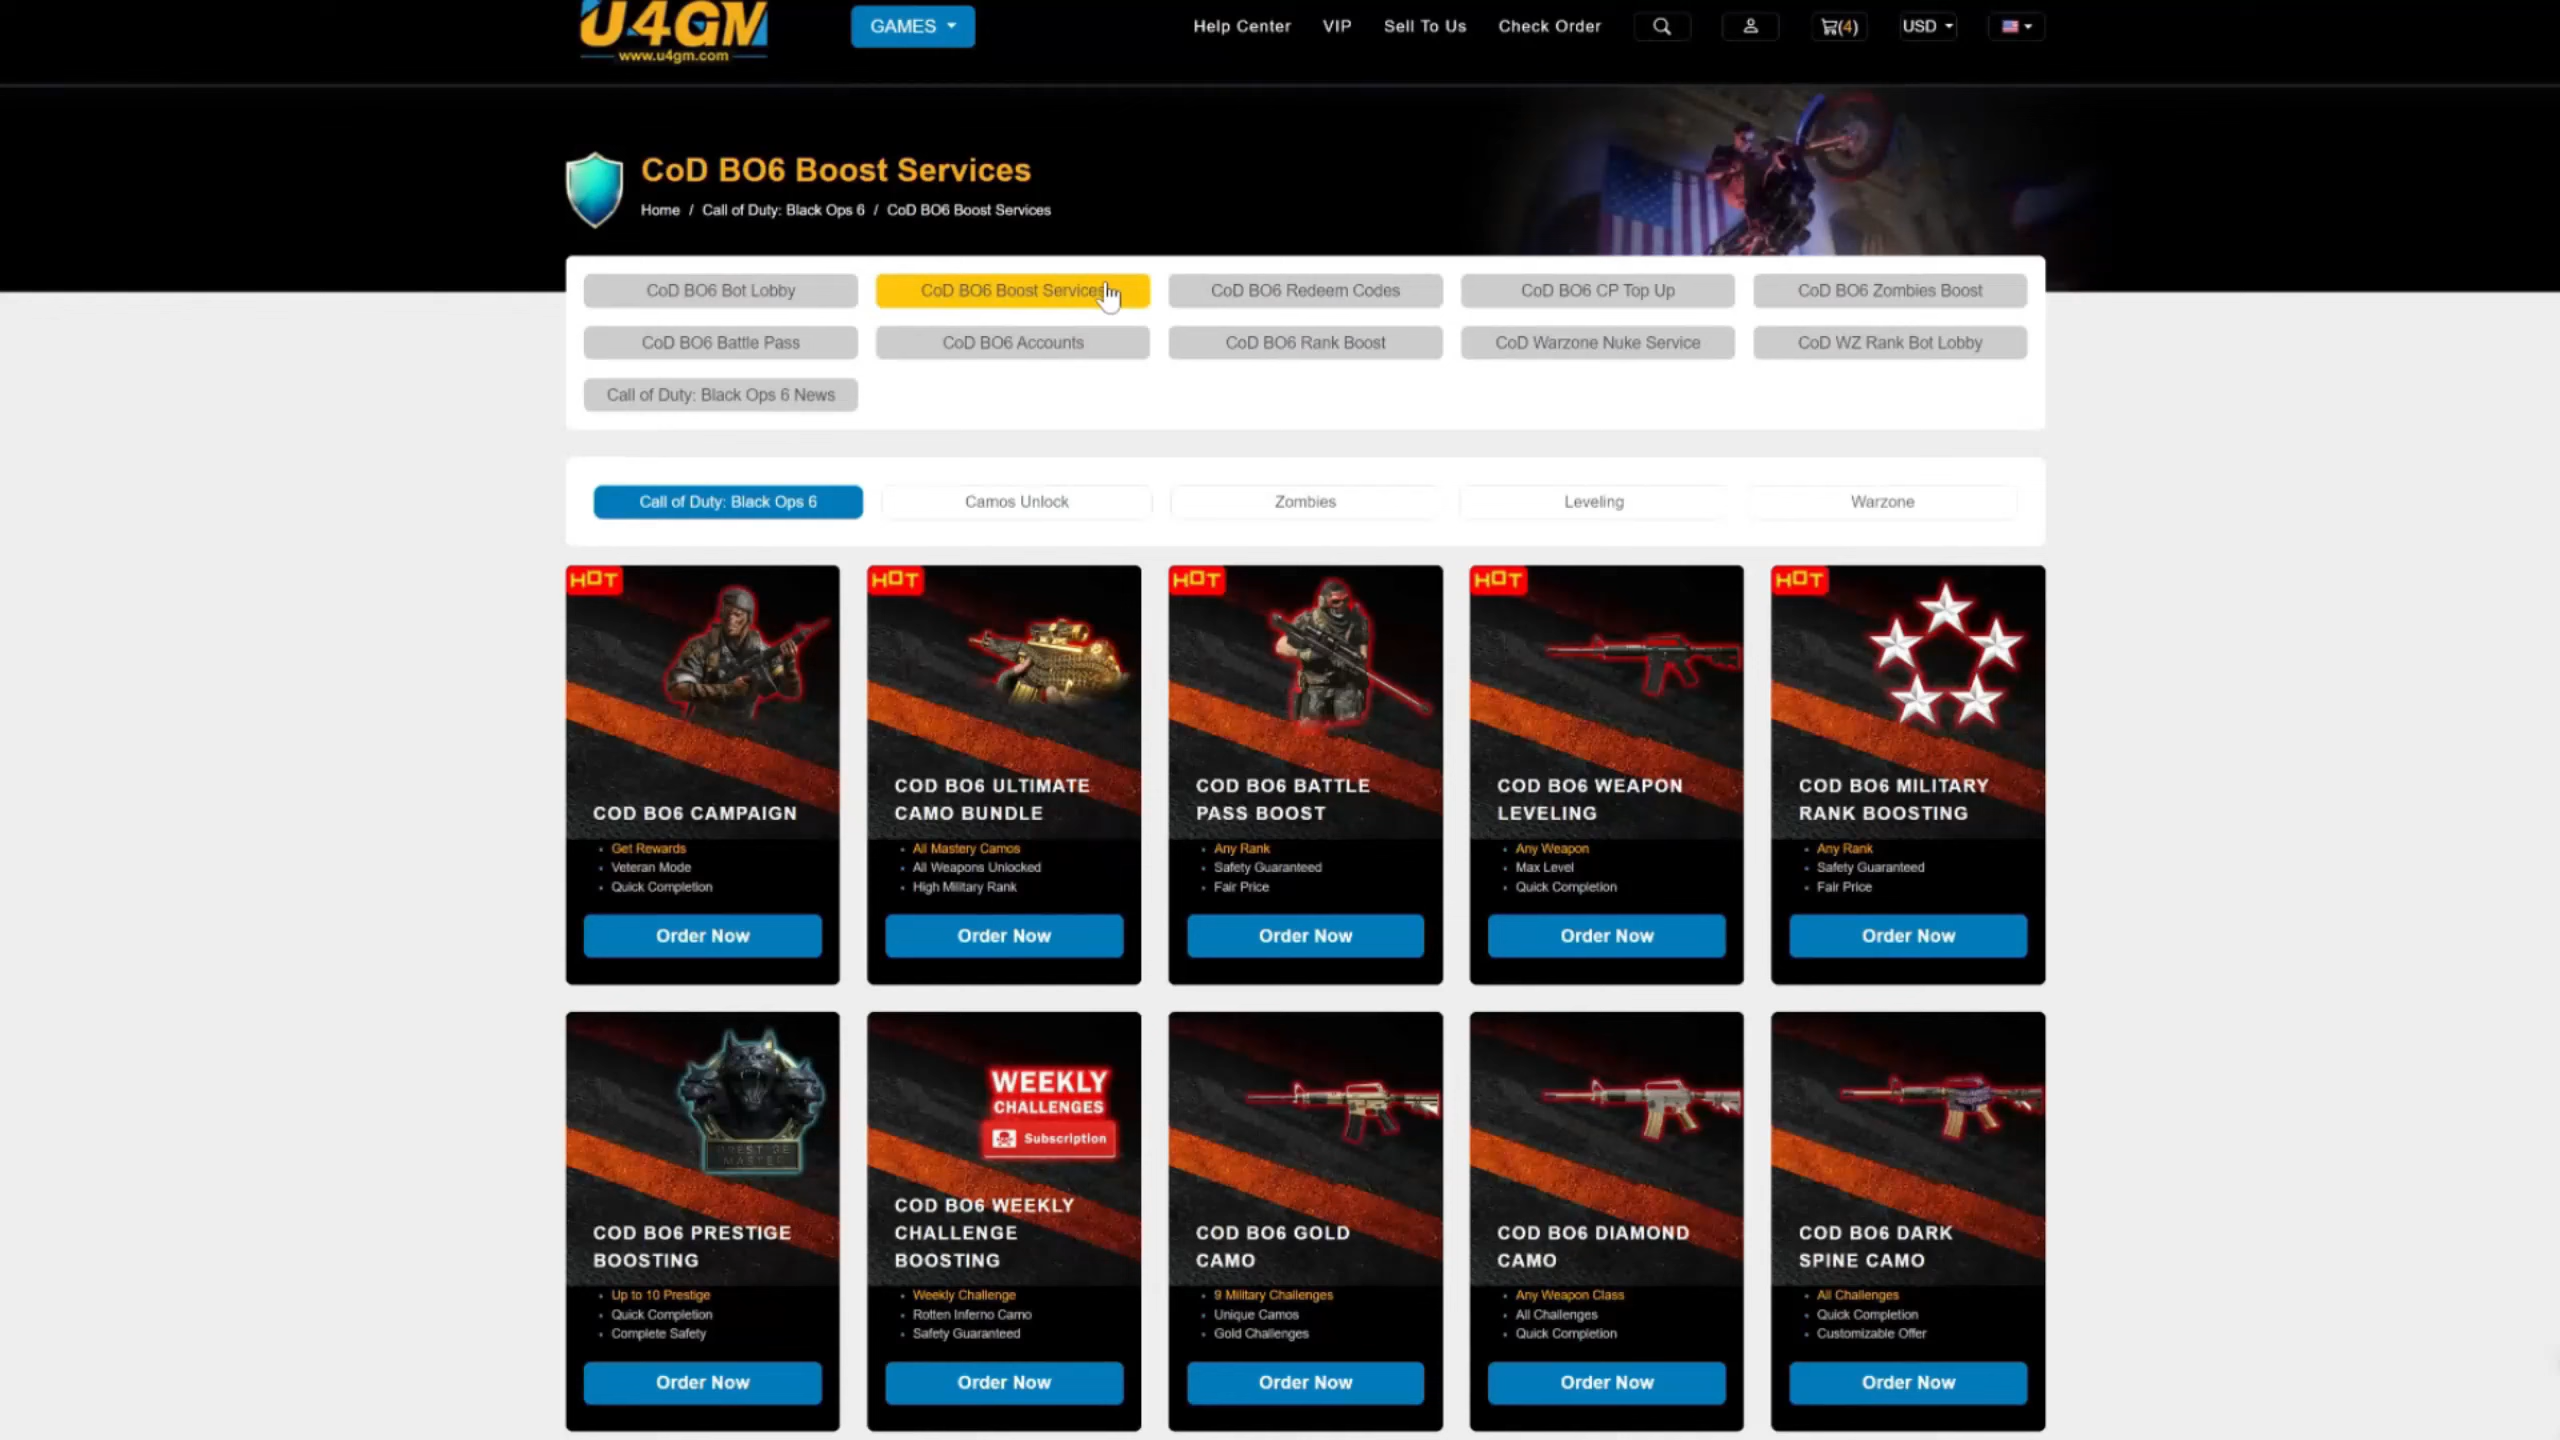 U4GM
www.u4gm.com
GAMES
Help Center
VIP
Sell To Us
Check Order
(4)
USD
CoD BO6 Boost Services
Home / Call of Duty: Black Ops 6 / CoD BO6 Boost Services
CoD BO6 Bot Lobby
CoD BO6 Boost Services
CoD BO6 Redeem Codes
CoD BO6 CP Top Up
CoD BO6 Zombies Boost
CoD BO6 Battle Pass
CoD BO6 Accounts
CoD BO6 Rank Boost
CoD Warzone Nuke Service
CoD WZ Rank Bot Lobby
Call of Duty: Black Ops 6 News
Call of Duty: Black Ops 6
Camos Unlock
Zombies
Leveling
Warzone
HOT
COD BO6 CAMPAIGN
Get Rewards
Veteran Mode
Quick Completion
Order Now
HOT
COD BO6 ULTIMATE
CAMO BUNDLE
All Mastery Camos
All Weapons Unlocked
High Military Rank
Order Now
HOT
COD BO6 BATTLE
PASS BOOST
Any Rank
Safety Guaranteed
Fair Price
Order Now
HOT
COD BO6 WEAPON
LEVELING
Any Weapon
Max Level
Quick Completion
Order Now
HOT
COD BO6 MILITARY
RANK BOOSTING
Any Rank
Safety Guaranteed
Fair Price
Order Now
PRESTIGE
MASTER
COD BO6 PRESTIGE
BOOSTING
Up to 10 Prestige
Quick Completion
Complete Safety
Order Now
WEEKLY
CHALLENGES
Subscription
COD BO6 WEEKLY
CHALLENGE
BOOSTING
Weekly Challenge
Rotten Inferno Camo
Safety Guaranteed
Order Now
COD BO6 GOLD
CAMO
9 Military Challenges
Unique Camos
Gold Challenges
Order Now
COD BO6 DIAMOND
CAMO
Any Weapon Class
All Challenges
Quick Completion
Order Now
COD BO6 DARK
SPINE CAMO
All Challenges
Quick Completion
Customizable Offer
Order Now